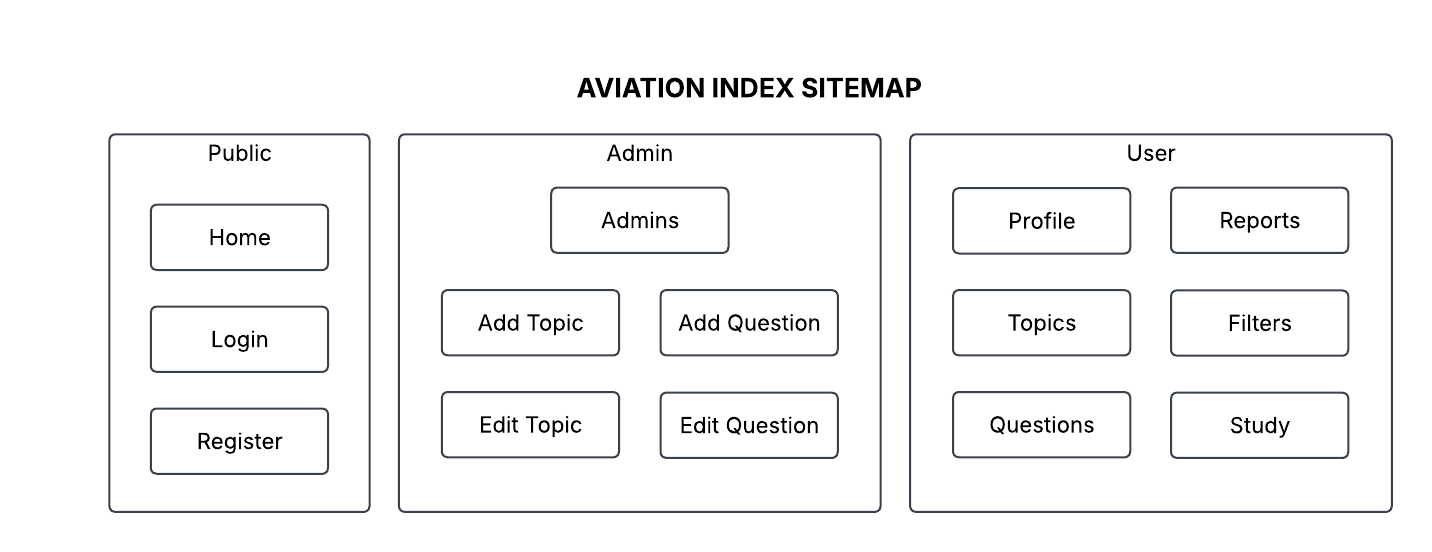 AVIATION INDEX SITEMAP
Public
Home
Login
Register
Admin
Admins
Add Topic
Add Question
Edit Topic
Edit Question
User
Profile
Reports
Topics
Filters
Questions
Study